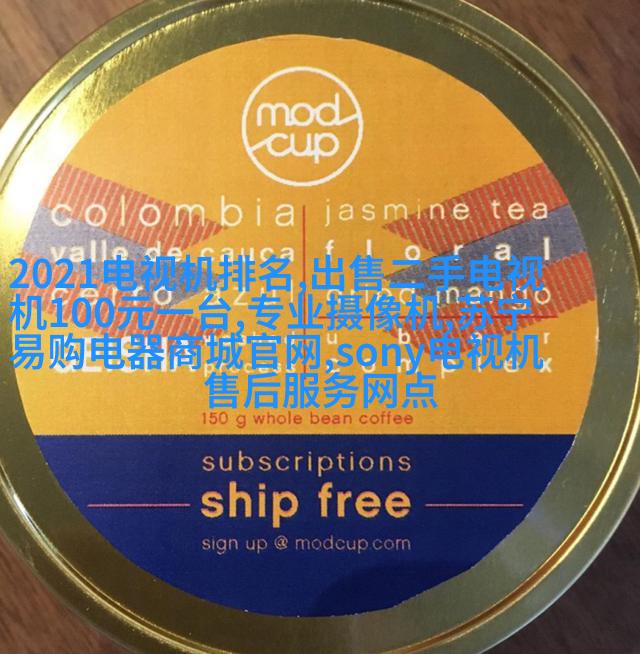 mod
cup
colombia
jasmine tea
valle de cauca
floral
2021电视机排名,出售二手电视
机100元一台,专业摄像机,苏宁
易购电器商城官网,sony电视机
售后服务网点
mango
process
150 g whole bean coffee
subscriptions
ship free
sign up @ modcup.com